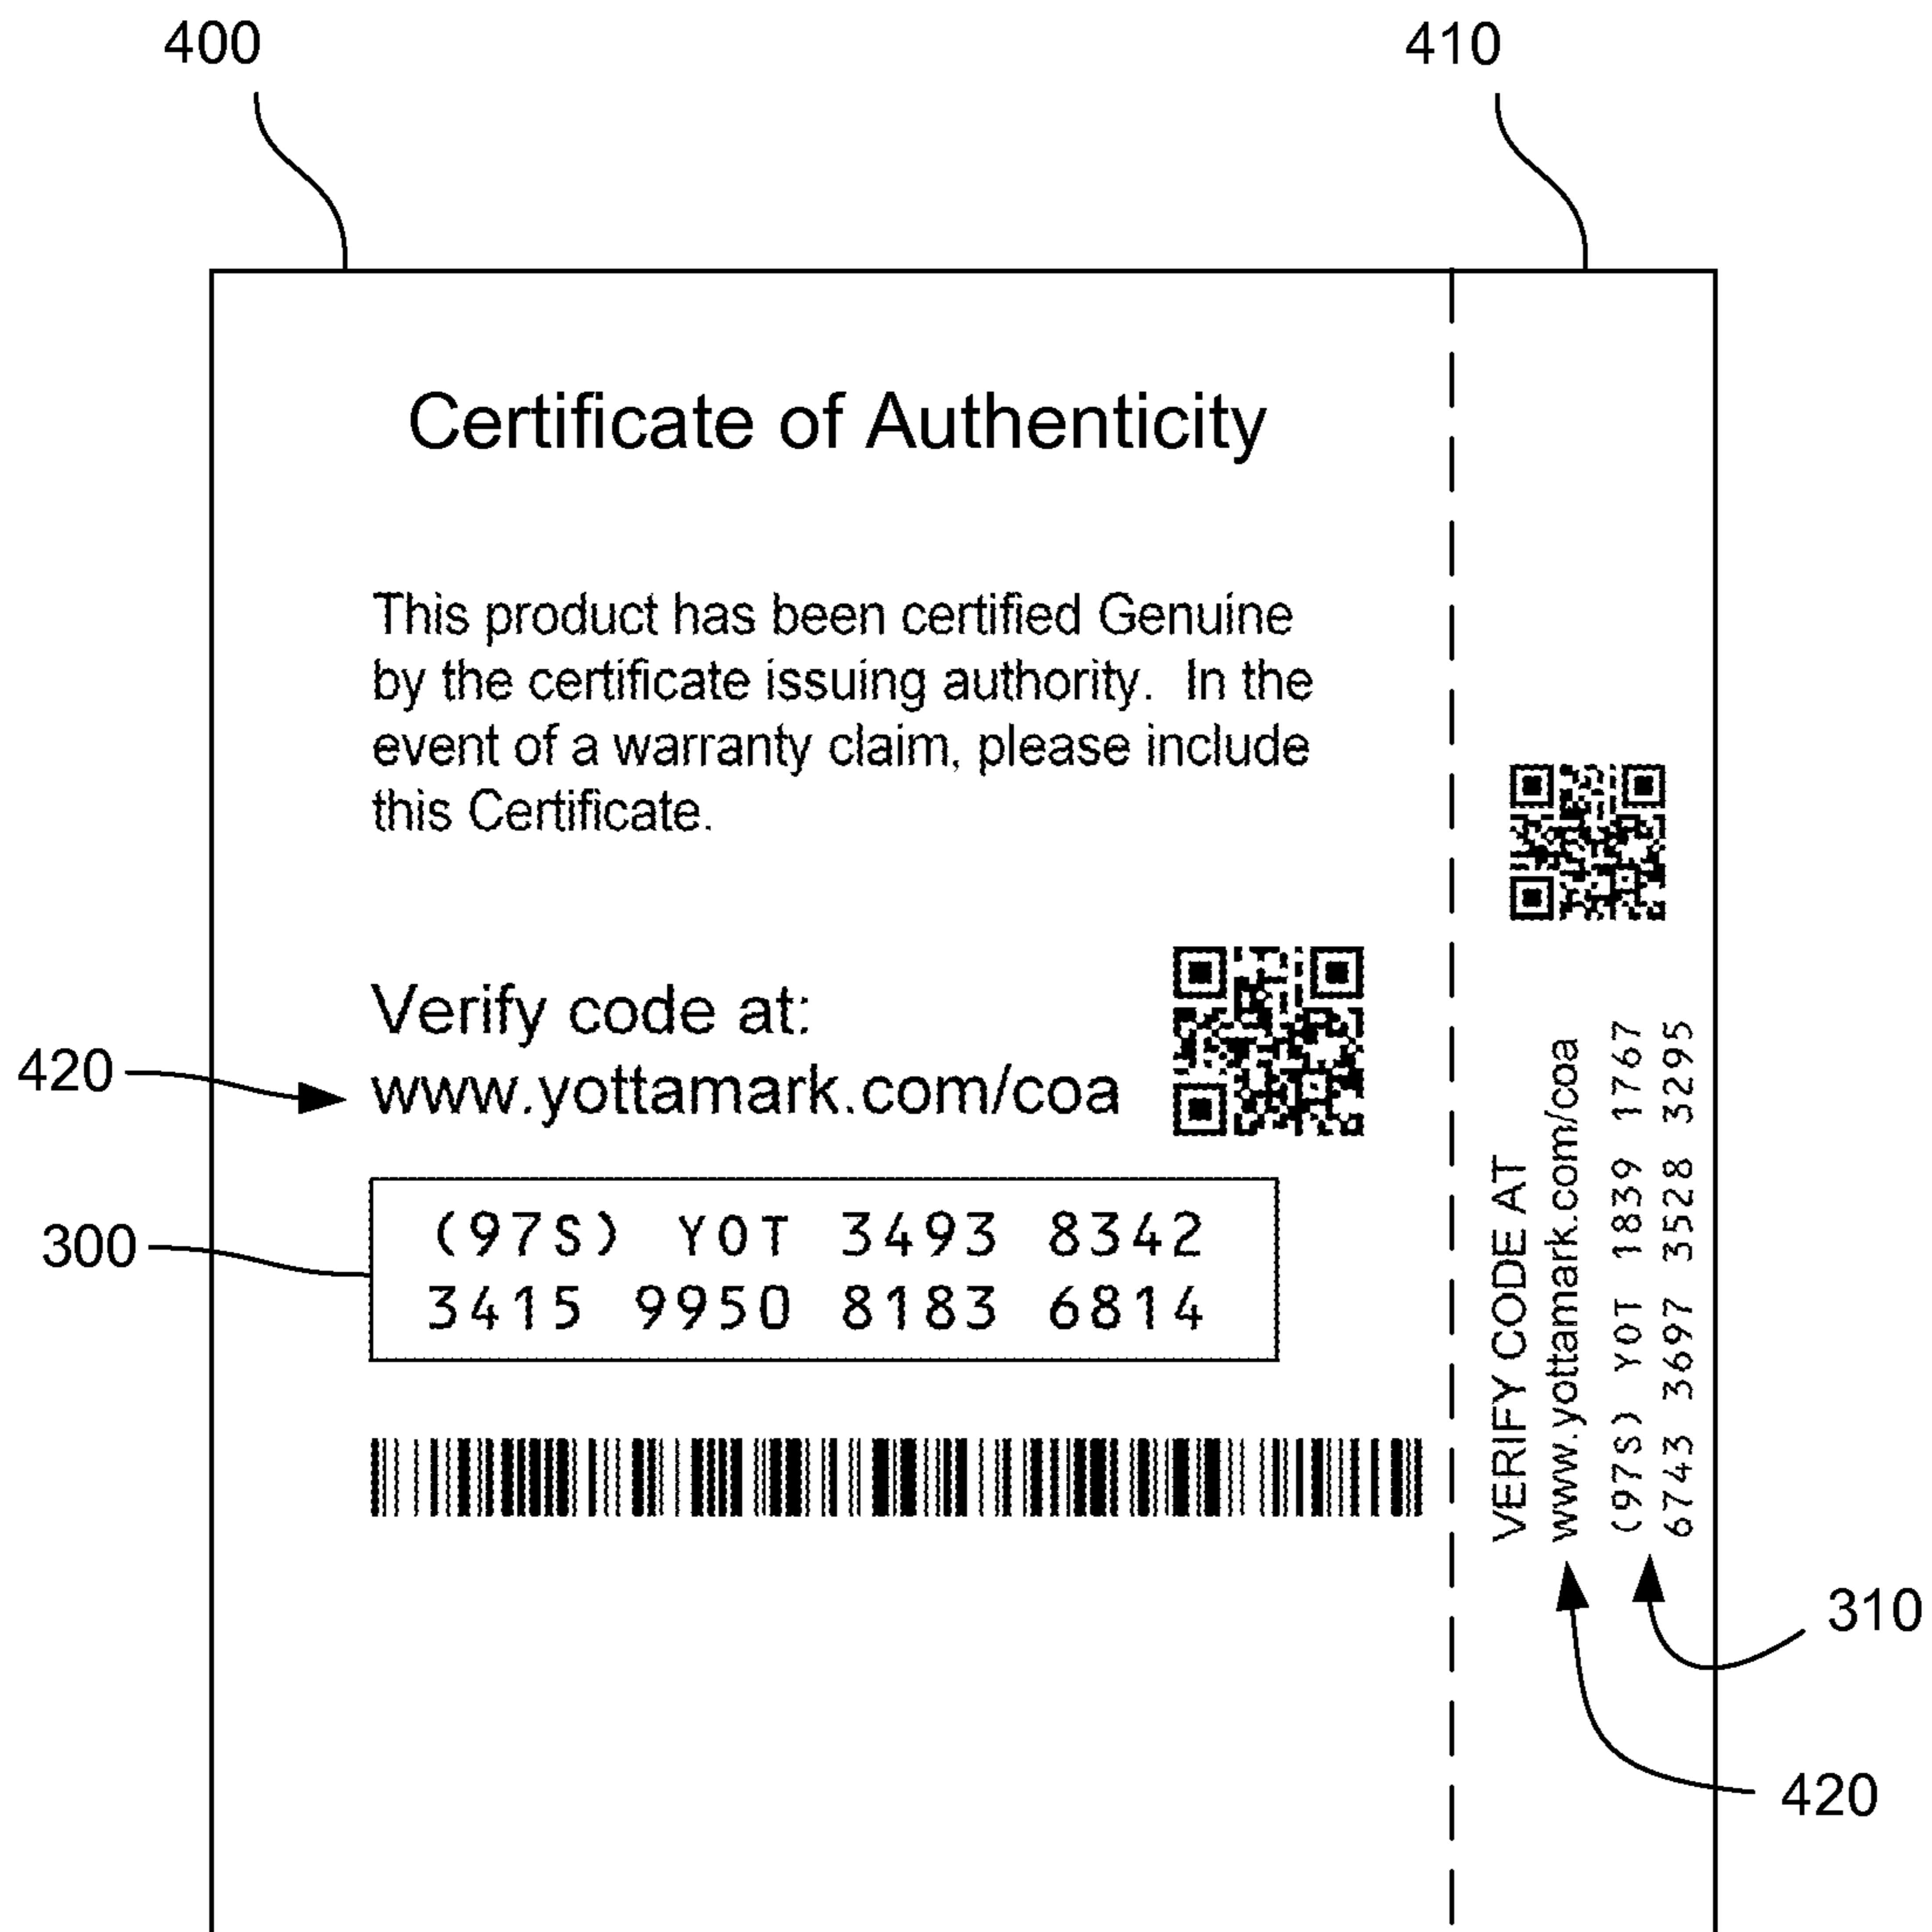 400
410
Certificate of Authenticity
This product has been certified Genuine
by the certificate issuing authority.  In the
event of a warranty claim, please include
this Certificate.
Verify code at:
420
www.yottamark.com/coa
300
(97S) YOT 3493 8342
3415 9950 8183 6814
VERIFY CODE AT
www.yottamark.com/coa
(97S) YOT 1839 1767
6743 3697 3528 3295
310
420